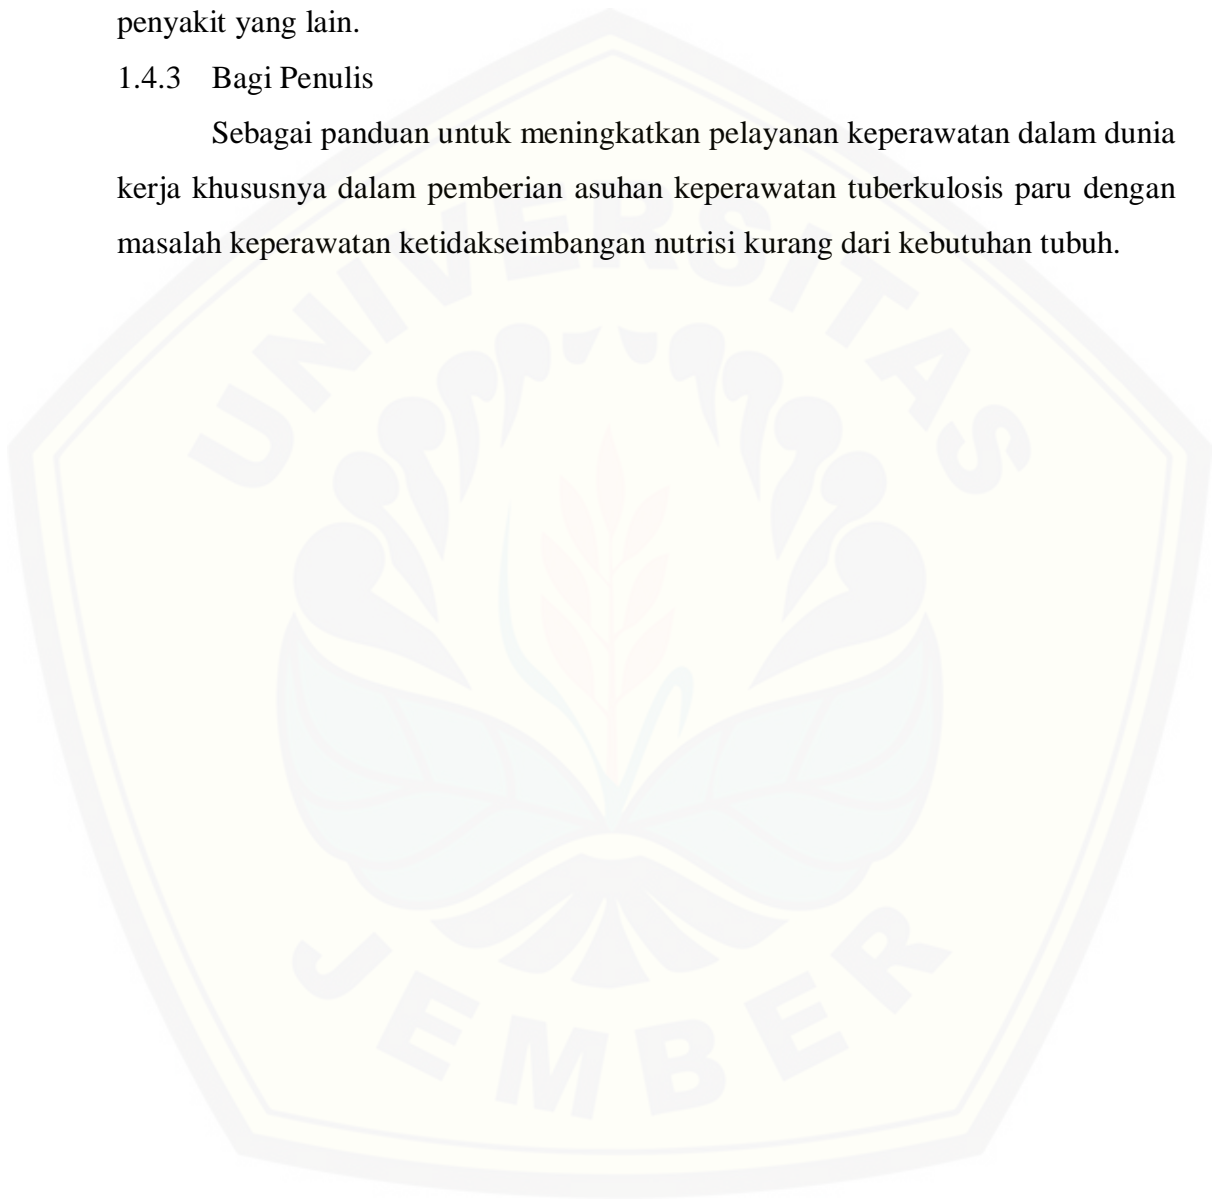 penyakit yang lain.
1.4.3 Bagi Penulis
Sebagai panduan untuk meningkatkan pelayanan keperawatan dalam dunia
kerja khususnya dalam pemberian asuhan keperawatan tuberkulosis paru dengan
masalah keperawatan ketidakseimbangan nutrisi kurang dari kebutuhan tubuh.
UNIVERSITAS
JEMBER